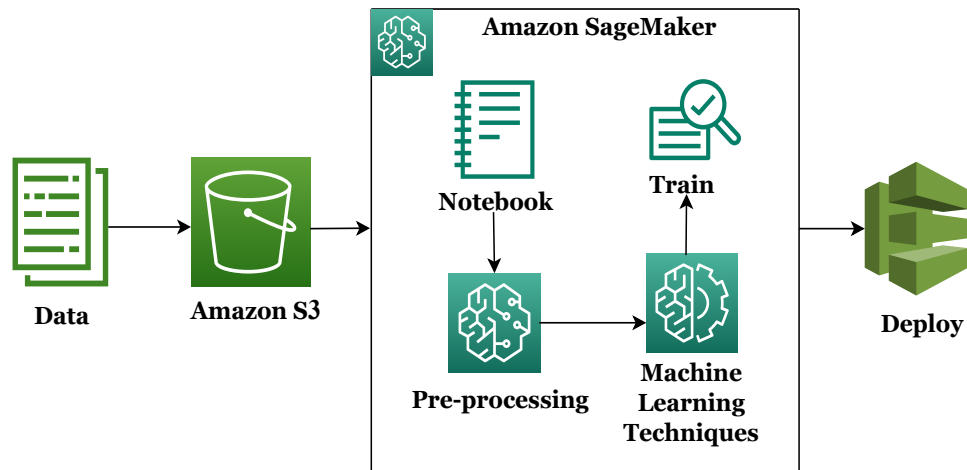 Amazon SageMaker
Notebook
Train
Data
Amazon S3
Pre-processing
Machine
Learning
Techniques
Deploy